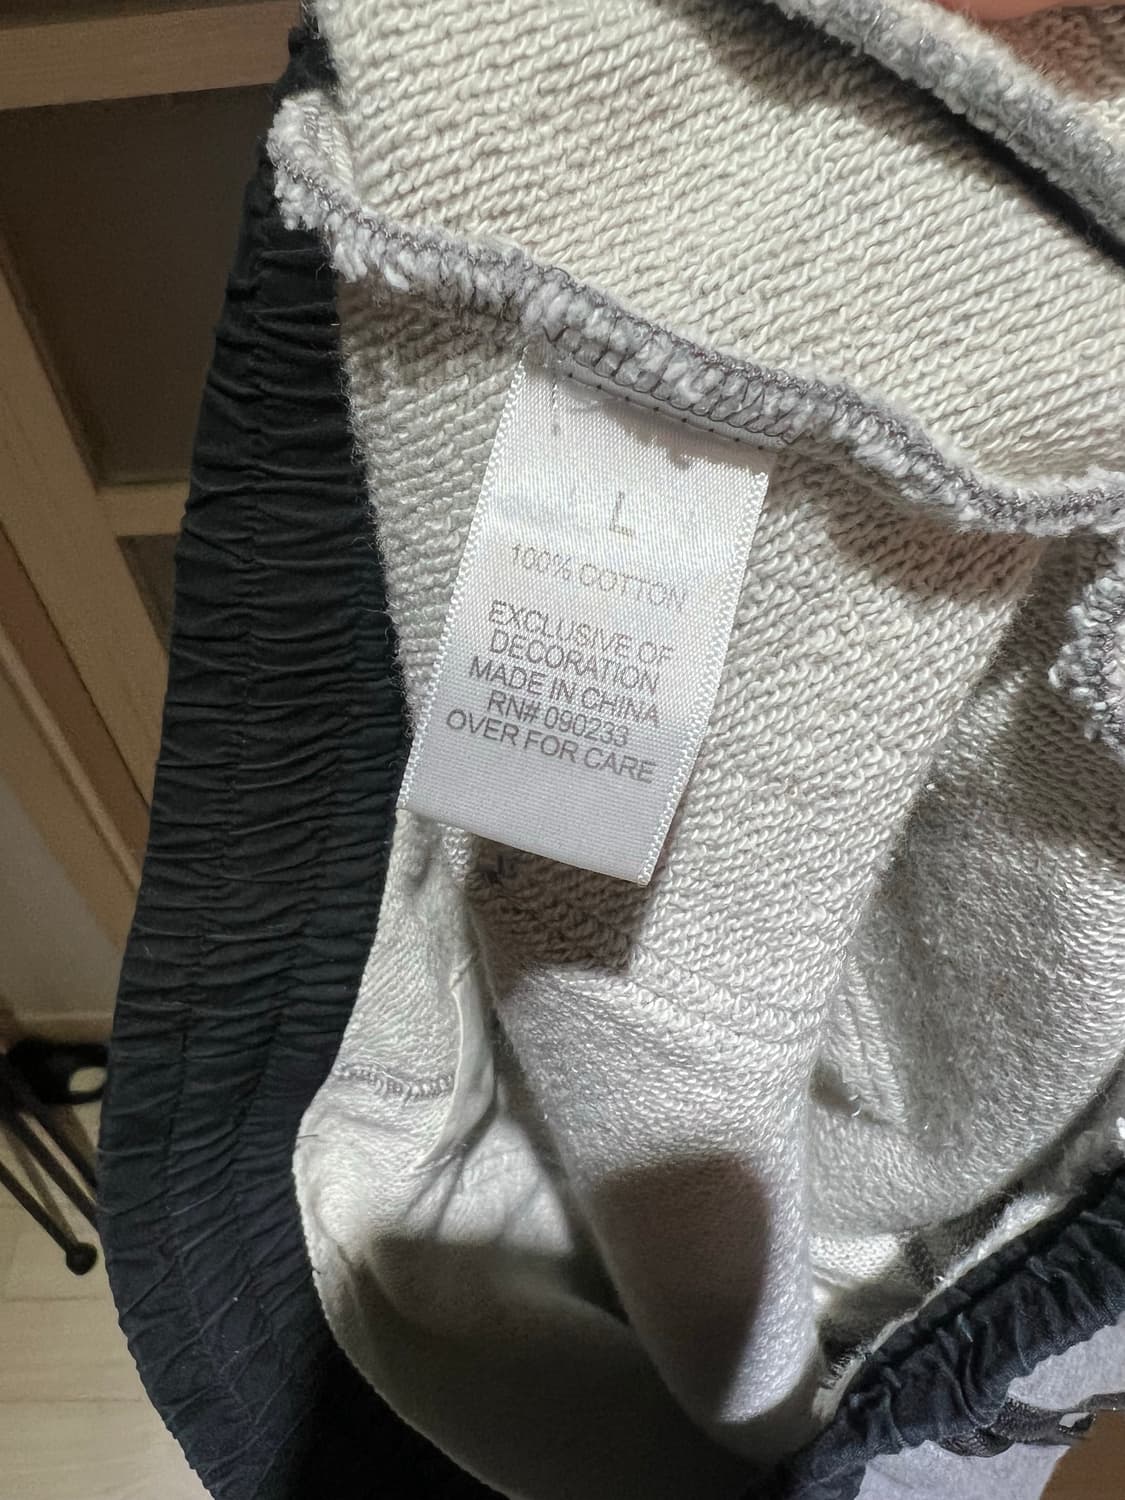 L
100% COTTON
EXCLUSIVE OF
DECORATION
MADE IN CHINA
RN# 090233
OVER FOR CARE